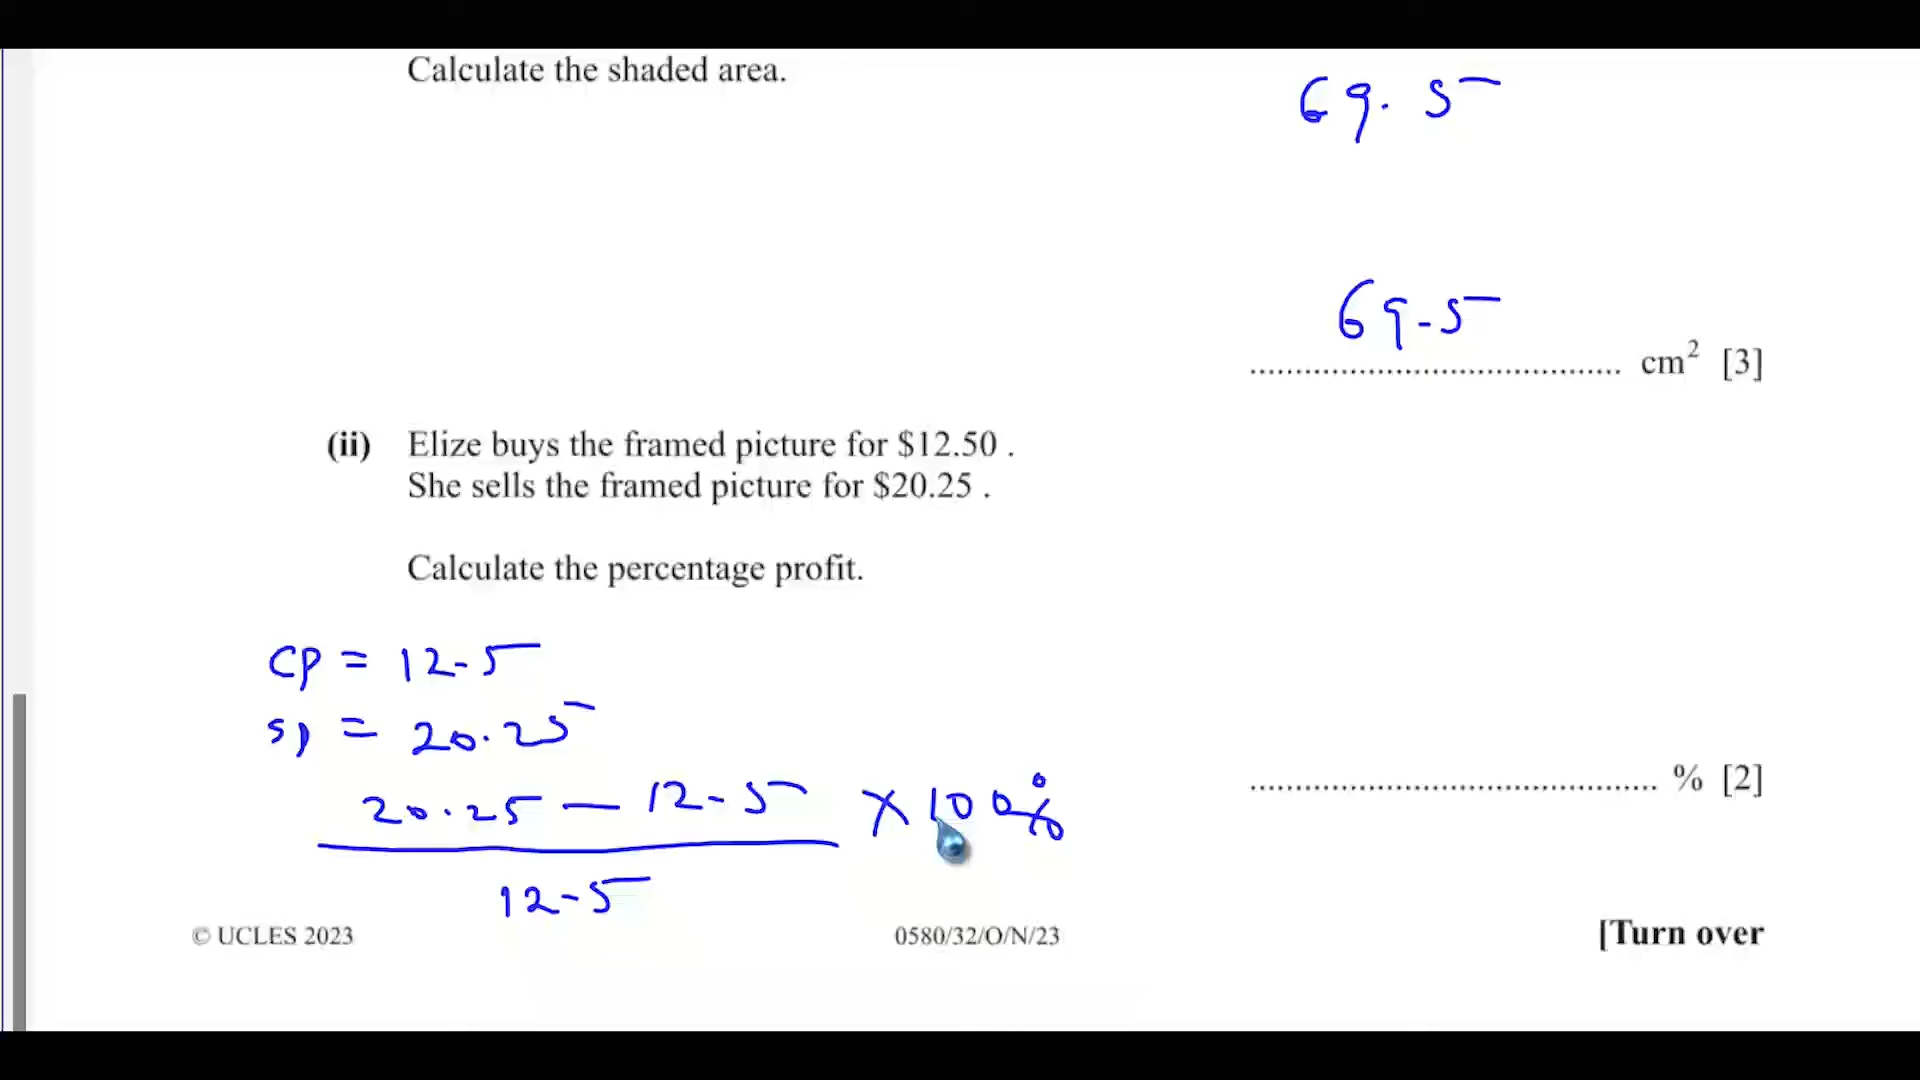 Calculate the shaded area.
69.5
69.5
........................................ cm² [3]
(ii) Elize buys the framed picture for $12.50 .
She sells the framed picture for $20.25 .
Calculate the percentage profit.
CP = 12.5
SP = 20.25
20.25 — 12.5 × 100%
12.5
........................................ % [2]
© UCLES 2023
0580/32/O/N/23
[Turn over